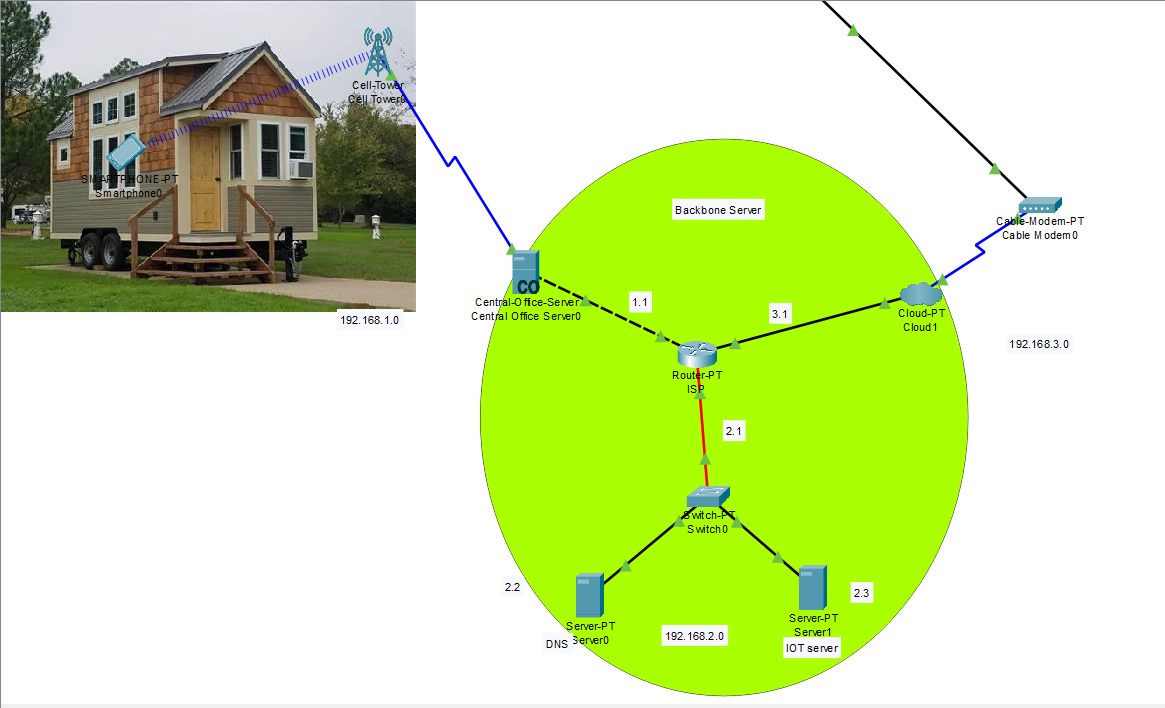 Cell-Tower
Cell Tower0
SMARTPHONE-PT
Smartphone0
192.168.1.0
Backbone Server
Cable-Modem-PT
Cable Modem0
CO
Central-Office-Server
Central Office Server0
1.1
3.1
Cloud-PT
Cloud1
192.168.3.0
Router-PT
ISP
2.1
Switch-PT
Switch0
2.2
2.3
Server-PT
Server0
DNS
192.168.2.0
Server-PT
Server1
IOT server